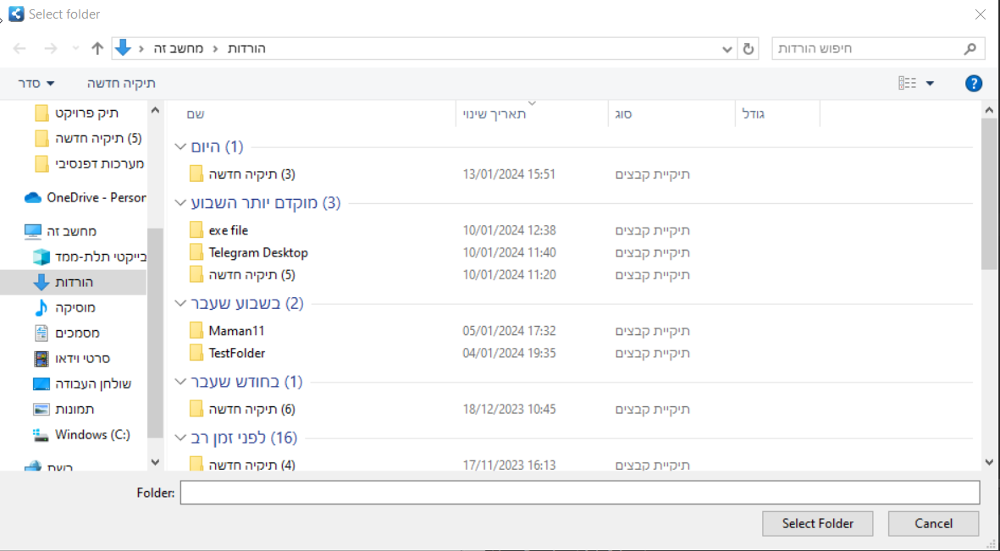 Select folder
מחשב זה › הורדות
חיפוש הורדות
סדר
תיקיה חדשה
תיק פרויקט
תיקיה חדשה (5)
מערכות דפנסיבי
OneDrive - Person
מחשב זה
בייקטי תלת-ממד
הורדות
מוסיקה
מסמכים
סרטי וידאו
שולחן העבודה
תמונות
Windows (C:)
רשת
שם תאריך שינוי סוג גודל
היום (1)
תיקיה חדשה (3) 13/01/2024 15:51 תיקיית קבצים
מוקדם יותר השבוע (3)
exe file 10/01/2024 12:38 תיקיית קבצים
Telegram Desktop 10/01/2024 11:40 תיקיית קבצים
תיקיה חדשה (5) 10/01/2024 11:20 תיקיית קבצים
בשבוע שעבר (2)
Maman11 05/01/2024 17:32 תיקיית קבצים
TestFolder 04/01/2024 19:35 תיקיית קבצים
בחודש שעבר (1)
תיקיה חדשה (6) 18/12/2023 10:45 תיקיית קבצים
לפני זמן רב (16)
תיקיה חדשה (4) 17/11/2023 16:13 תיקיית קבצים
Folder:
Select Folder
Cancel